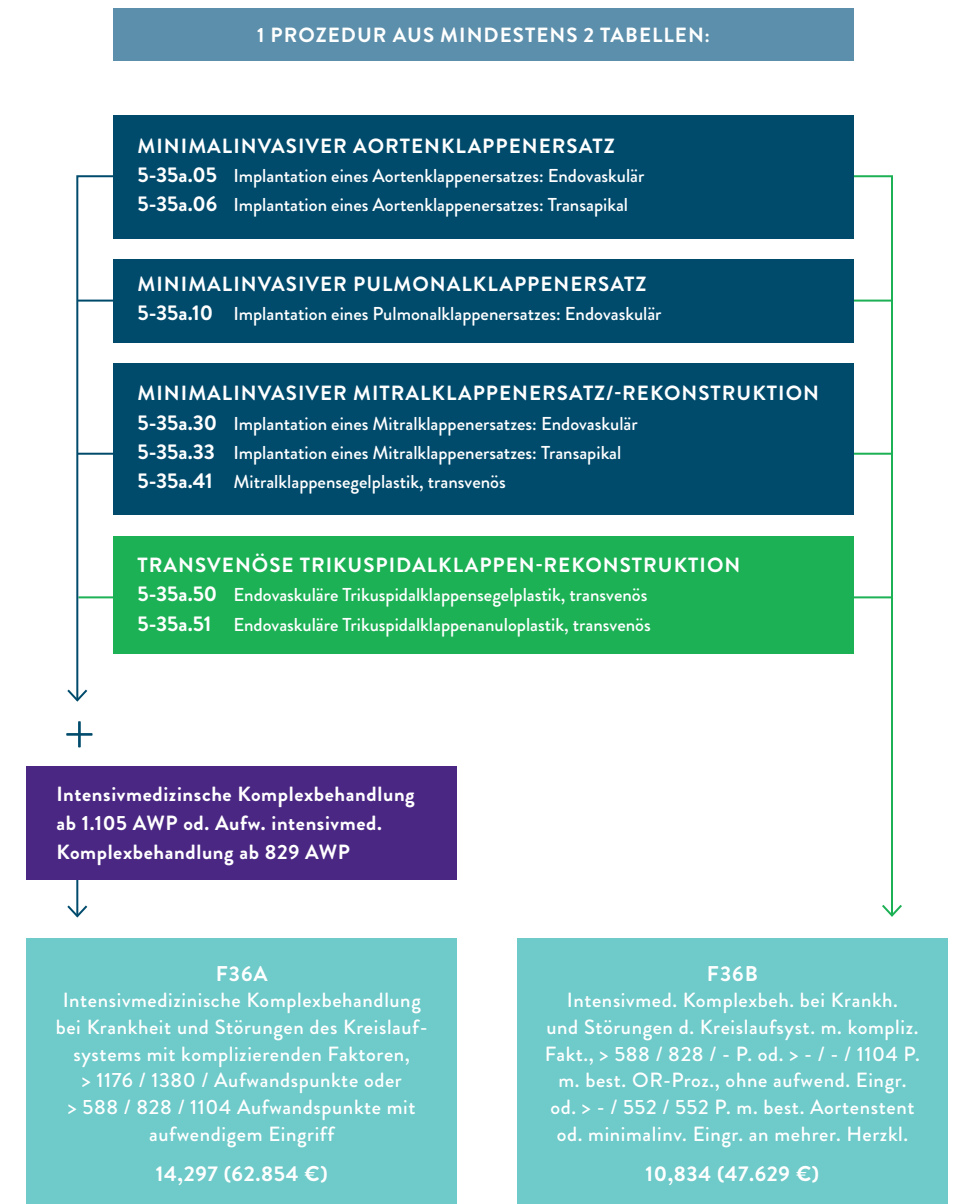 1 PROZEDUR AUS MINDESTENS 2 TABELLEN:
MINIMALINVASIVER AORTENKLAPPENERSATZ
5-35a.05 Implantation eines Aortenklappenersatzes: Endovaskulär
5-35a.06 Implantation eines Aortenklappenersatzes: Transapikal
MINIMALINVASIVER PULMONALKLAPPENERSATZ
5-35a.10 Implantation eines Pulmonalklappenersatzes: Endovaskulär
MINIMALINVASIVER MITRALKLAPPENERSATZ/-REKONSTRUKTION
5-35a.30 Implantation eines Mitralklappenersatzes: Endovaskulär
5-35a.33 Implantation eines Mitralklappenersatzes: Transapikal
5-35a.41 Mitralklappensegelplastik, transvenös
TRANSVENÖSE TRIKUSPIDALKLAPPEN-REKONSTRUKTION
5-35a.50 Endovaskuläre Trikuspidalklappensegelplastik, transvenös
5-35a.51 Endovaskuläre Trikuspidalklappenanuloplastik, transvenös
+
Intensivmedizinsche Komplexbehandlung
ab 1.105 AWP od. Aufw. intensivmed.
Komplexbehandlung ab 829 AWP
F36A
Intensivmedizinische Komplexbehandlung
bei Krankheit und Störungen des Kreislauf-
systems mit komplizierenden Faktoren,
> 1176 / 1380 / Aufwandspunkte oder
> 588 / 828 / 1104 Aufwandspunkte mit
aufwendigem Eingriff
14,297 (62.854 €)
F36B
Intensivmed. Komplexbeh. bei Krankh.
und Störungen d. Kreislaufsyst. m. kompliz.
Fakt., > 588 / 828 / - P. od. > - / - / 1104 P.
m. best. OR-Proz., ohne aufwend. Eingr.
od. > - / 552 / 552 P. m. best. Aortenstent
od. minimalinv. Eingr. an mehrer. Herzkl.
10,834 (47.629 €)